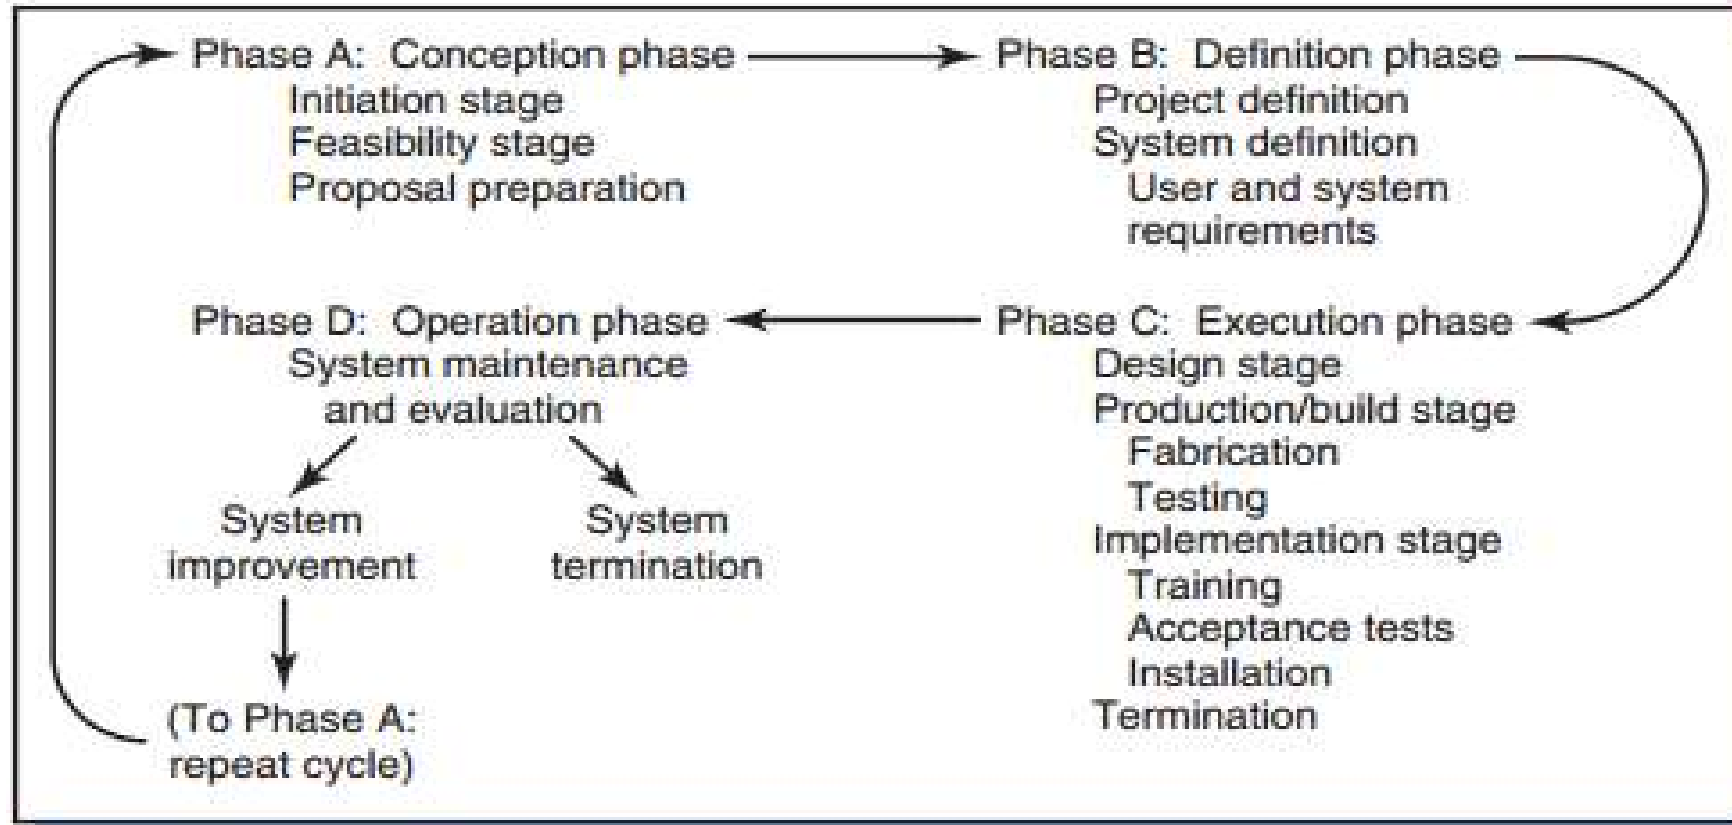 Phase A: Conception phase
Initiation stage
Feasibility stage
Proposal preparation
Phase B: Definition phase
Project definition
System definition
User and system
requirements
Phase C: Execution phase
Design stage
Production/build stage
Fabrication
Testing
Implementation stage
Training
Acceptance tests
Installation
Termination
Phase D: Operation phase
System maintenance
and evaluation
System
improvement
System
termination
(To Phase A:
repeat cycle)